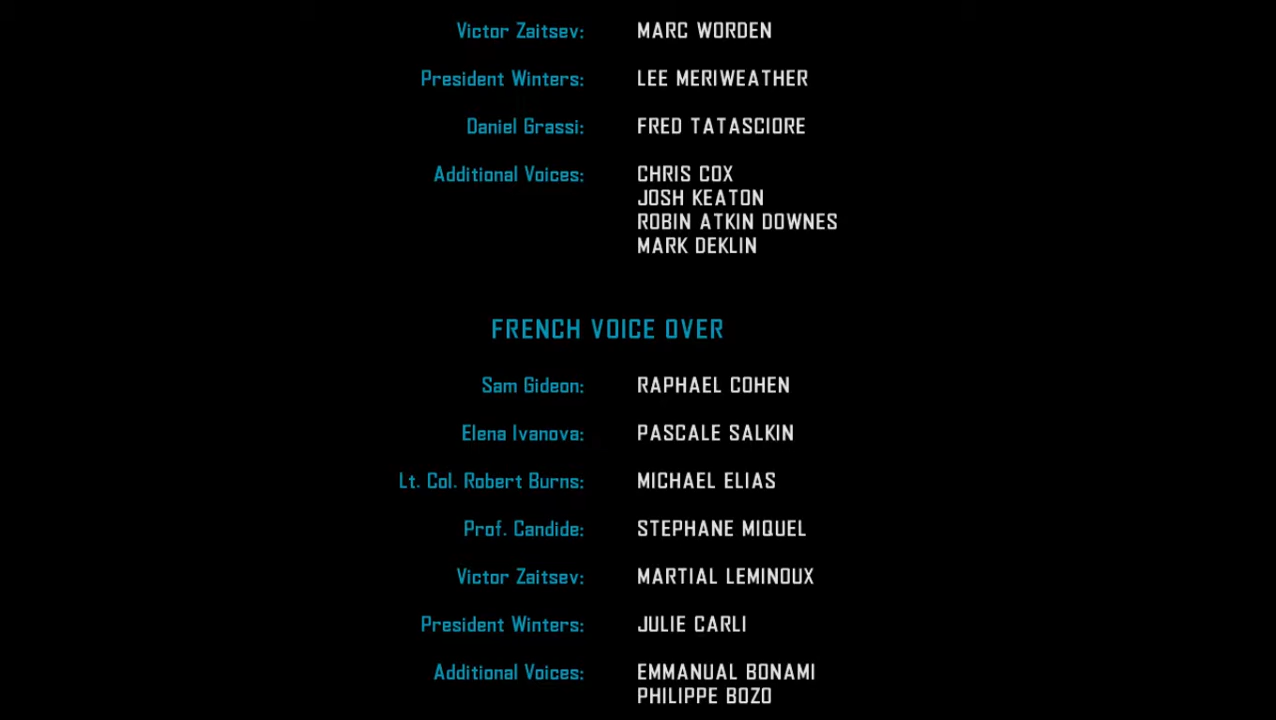 Victor Zaitsev: MARC WORDEN
President Winters: LEE MERIWEATHER
Daniel Grassi: FRED TATASCIORE
Additional Voices: CHRIS COX
JOSH KEATON
ROBIN ATKIN DOWNES
MARK DEKLIN
FRENCH VOICE OVER
Sam Gideon: RAPHAEL COHEN
Elena Ivanova: PASCALE SALKIN
Lt. Col. Robert Burns: MICHAEL ELIAS
Prof. Candide: STEPHANE MIQUEL
Victor Zaitsev: MARTIAL LEMINOUX
President Winters: JULIE CARLI
Additional Voices: EMMANUAL BONAMI
PHILIPPE BOZO